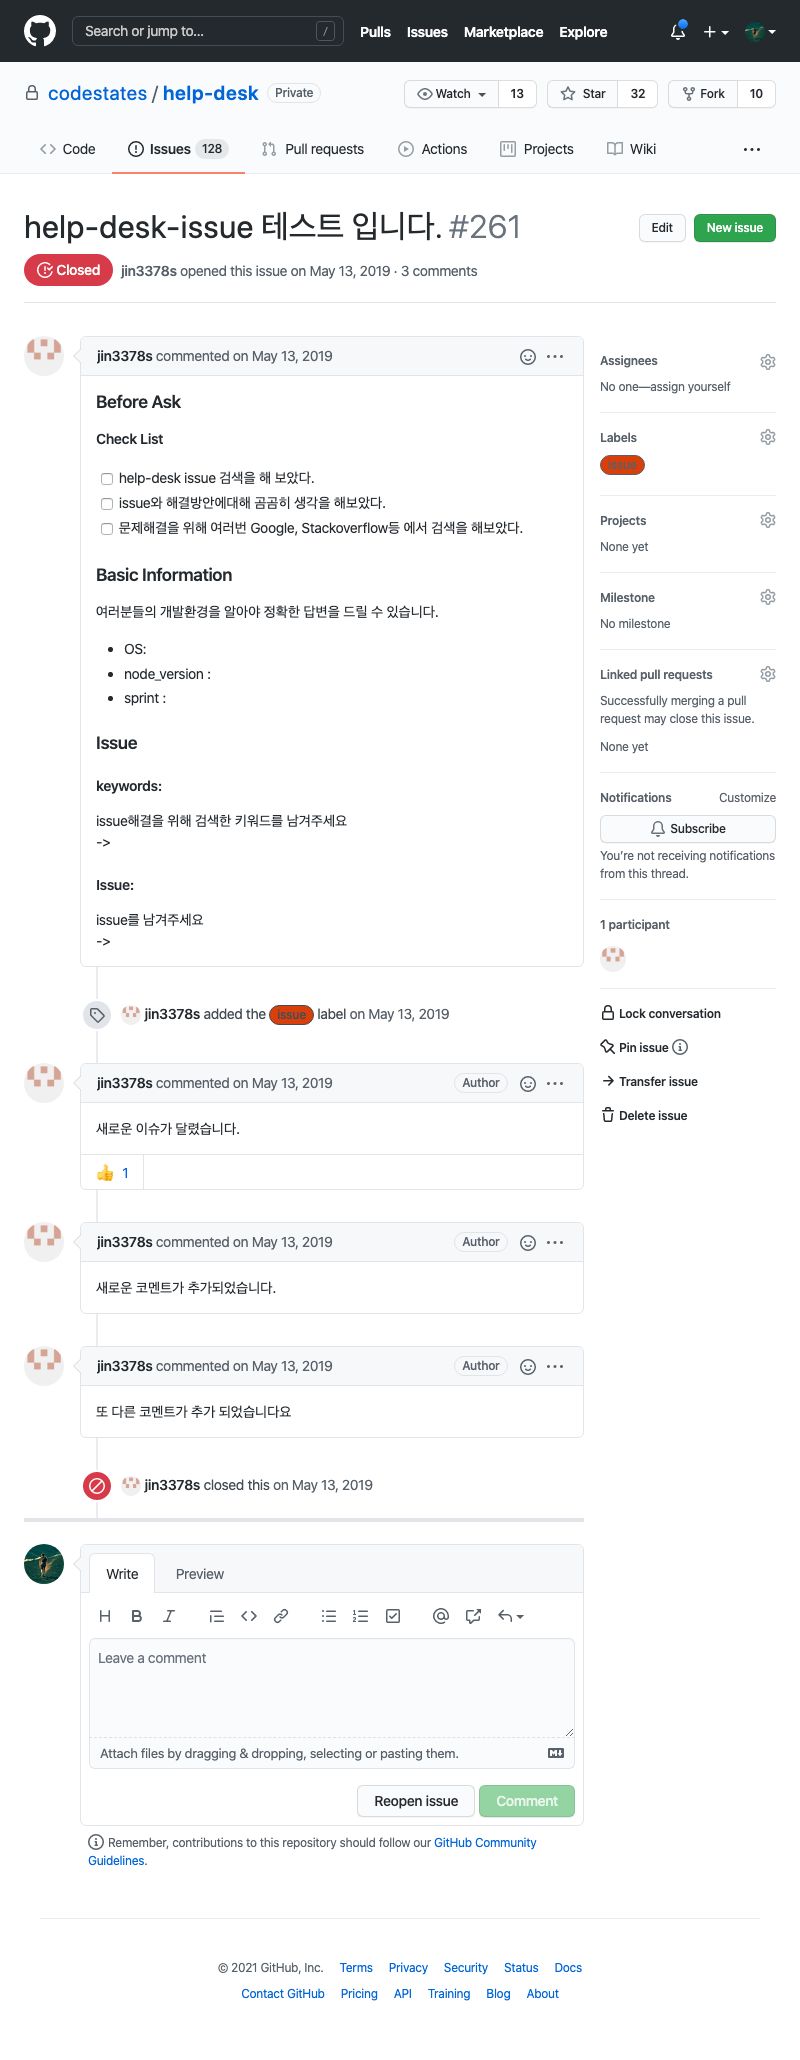 Search or jump to...
/
Pulls
Issues
Marketplace
Explore
codestates / help-desk
Private
Watch
13
Star
32
Fork
10
Code
Issues 128
Pull requests
Actions
Projects
Wiki
help-desk-issue 테스트 입니다. #261
Edit
New issue
Closed
jin3378s opened this issue on May 13, 2019 · 3 comments
jin3378s commented on May 13, 2019
Before Ask
Check List
help-desk issue 검색을 해 보았다.
issue와 해결방안에대해 곰곰히 생각을 해보았다.
문제해결을 위해 여러번 Google, Stackoverflow등 에서 검색을 해보았다.
Basic Information
여러분들의 개발환경을 알아야 정확한 답변을 드릴 수 있습니다.
OS:
node_version :
sprint :
Issue
keywords:
issue해결을 위해 검색한 키워드를 남겨주세요
->
Issue:
issue를 남겨주세요
->
jin3378s added the issue label on May 13, 2019
jin3378s commented on May 13, 2019
Author
새로운 이슈가 달렸습니다.
👍 1
jin3378s commented on May 13, 2019
Author
새로운 코멘트가 추가되었습니다.
jin3378s commented on May 13, 2019
Author
또 다른 코멘트가 추가 되었습니다요
jin3378s closed this on May 13, 2019
Assignees
No one—assign yourself
Labels
issue
Projects
None yet
Milestone
No milestone
Linked pull requests
Successfully merging a pull
request may close this issue.
None yet
Notifications
Customize
Subscribe
You're not receiving notifications
from this thread.
1 participant
Lock conversation
Pin issue
Transfer issue
Delete issue
Write
Preview
Leave a comment
Attach files by dragging & dropping, selecting or pasting them.
Reopen issue
Comment
Remember, contributions to this repository should follow our GitHub Community
Guidelines.
© 2021 GitHub, Inc.
Terms
Privacy
Security
Status
Docs
Contact GitHub
Pricing
API
Training
Blog
About